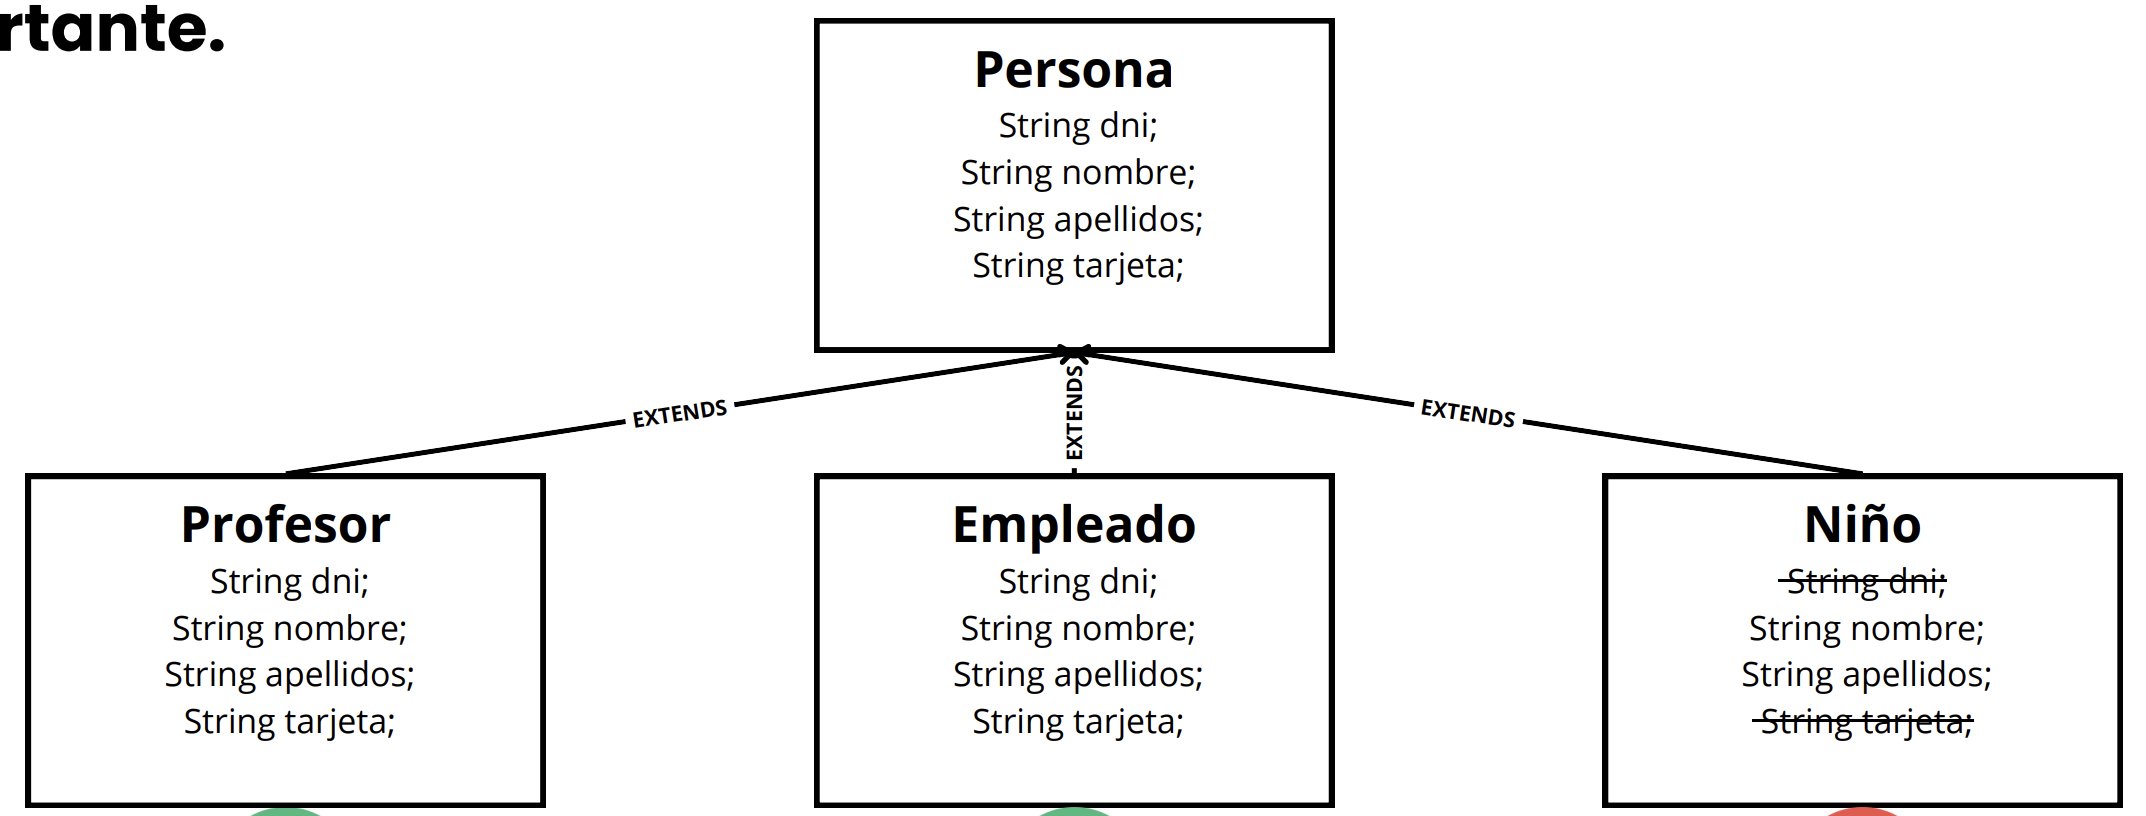 rtante.
Persona
String dni;
String nombre;
String apellidos;
String tarjeta;
EXTENDS
EXTENDS
EXTENDS
Profesor
String dni;
String nombre;
String apellidos;
String tarjeta;
Empleado
String dni;
String nombre;
String apellidos;
String tarjeta;
Niño
String dni;
String nombre;
String apellidos;
String tarjeta;